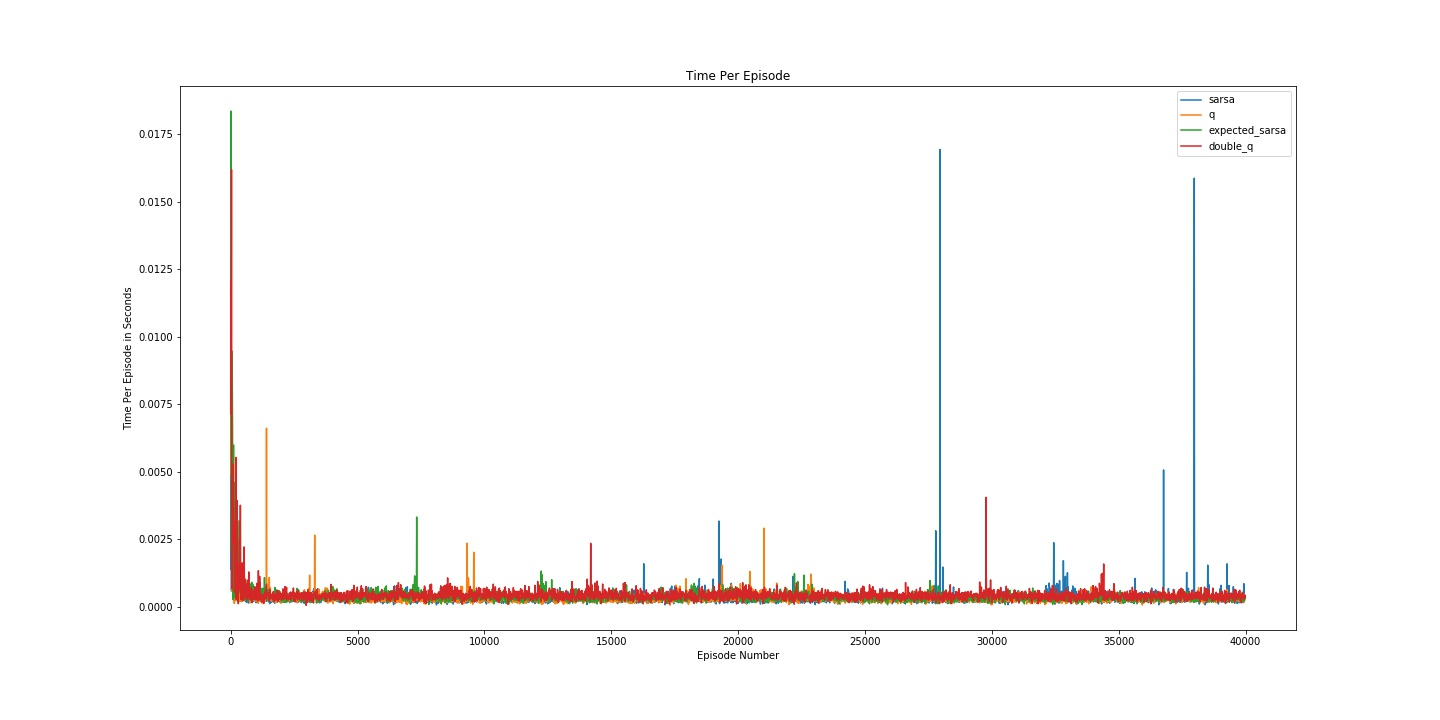 Time Per Episode
sarsa
q
expected_sarsa
double_q
0.0175
0.0150
0.0125
0.0100
0.0075
0.0050
0.0025
0.0000
Time Per Episode in Seconds
0 5000 10000 15000 20000 25000 30000 35000 40000
Episode Number